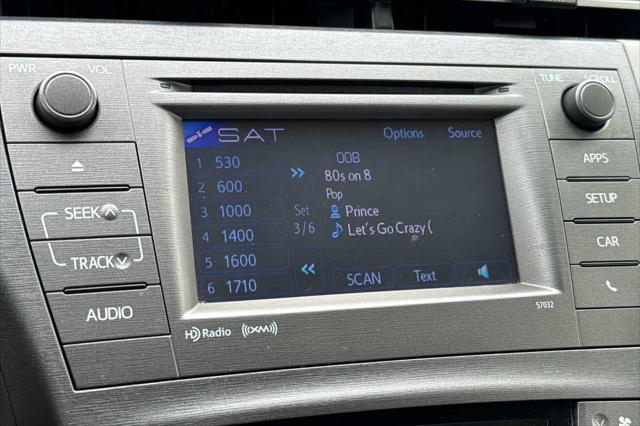 PWR VOL
TUNE SCROLL
SAT
Options Source
1 530
2 600
3 1000
4 1400
5 1600
6 1710
»
Set
3/6
«
008
80s on 8
Pop
Prince
Let's Go Crazy (
SCAN Text
SEEK
TRACK
AUDIO
APPS
SETUP
CAR
HD Radio ((XM))
57032